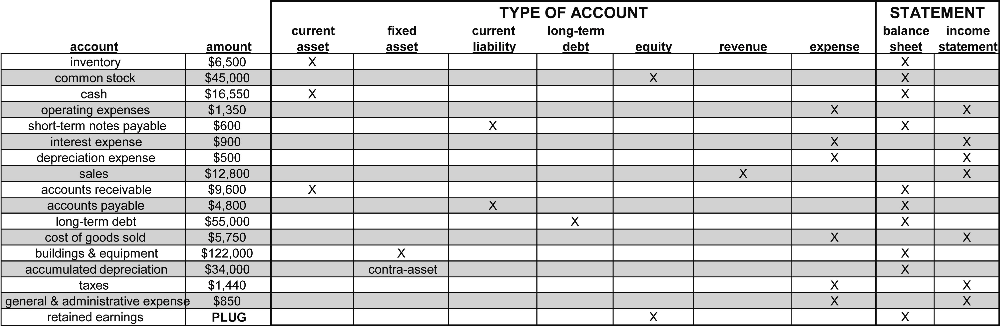 TYPE OF ACCOUNT STATEMENT
current fixed current long-term balance income
account amount asset asset liability debt equity revenue expense sheet statement
inventory $6,500 X X
common stock $45,000 X X
cash $16,550 X X
operating expenses $1,350 X X
short-term notes payable $600 X X
interest expense $900 X X
depreciation expense $500 X X
sales $12,800 X X
accounts receivable $9,600 X X
accounts payable $4,800 X X
long-term debt $55,000 X X
cost of goods sold $5,750 X X
buildings & equipment $122,000 X X
accumulated depreciation $34,000 contra-asset X
taxes $1,440 X X
general & administrative expense $850 X X
retained earnings PLUG X X